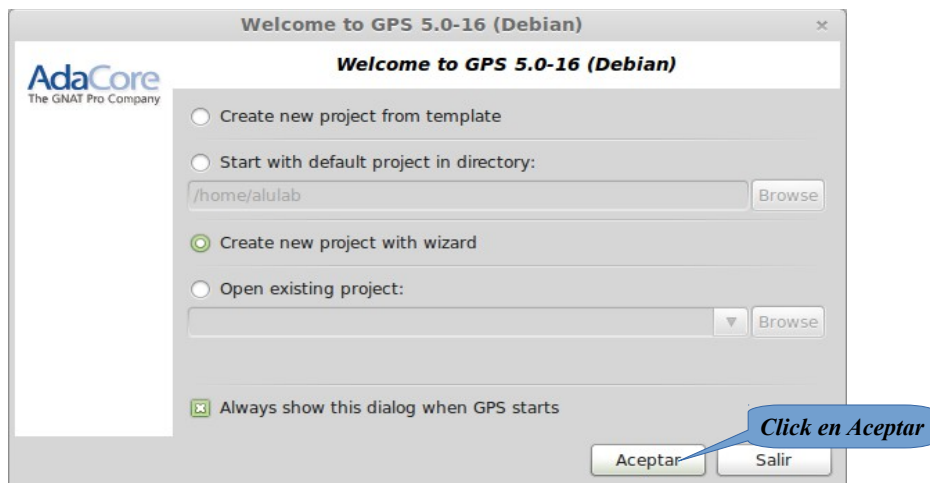 Welcome to GPS 5.0-16 (Debian)
AdaCore
The GNAT Pro Company
Welcome to GPS 5.0-16 (Debian)
Create new project from template
Start with default project in directory:
/home/alulab
Browse
Create new project with wizard
Open existing project:
Browse
Always show this dialog when GPS starts
Click en Aceptar
Aceptar
Salir